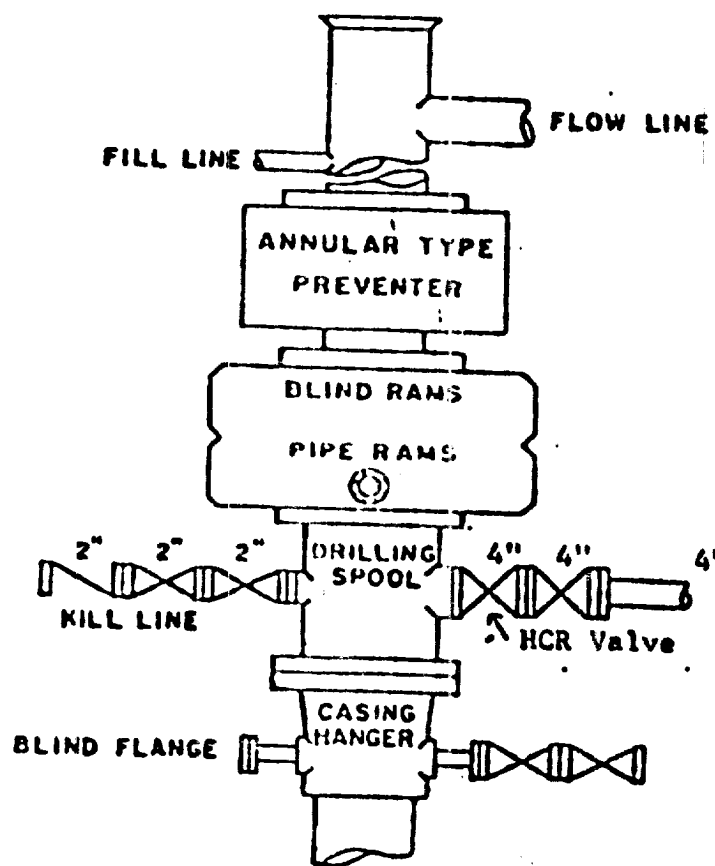 FLOW LINE
FILL LINE
ANNULAR TYPE
PREVENTER
BLIND RAMS
PIPE RAMS
2" 2" 2"
DRILLING
SPOOL
4" 4" 4"
KILL LINE
HCR Valve
CASING
HANGER
BLIND FLANGE